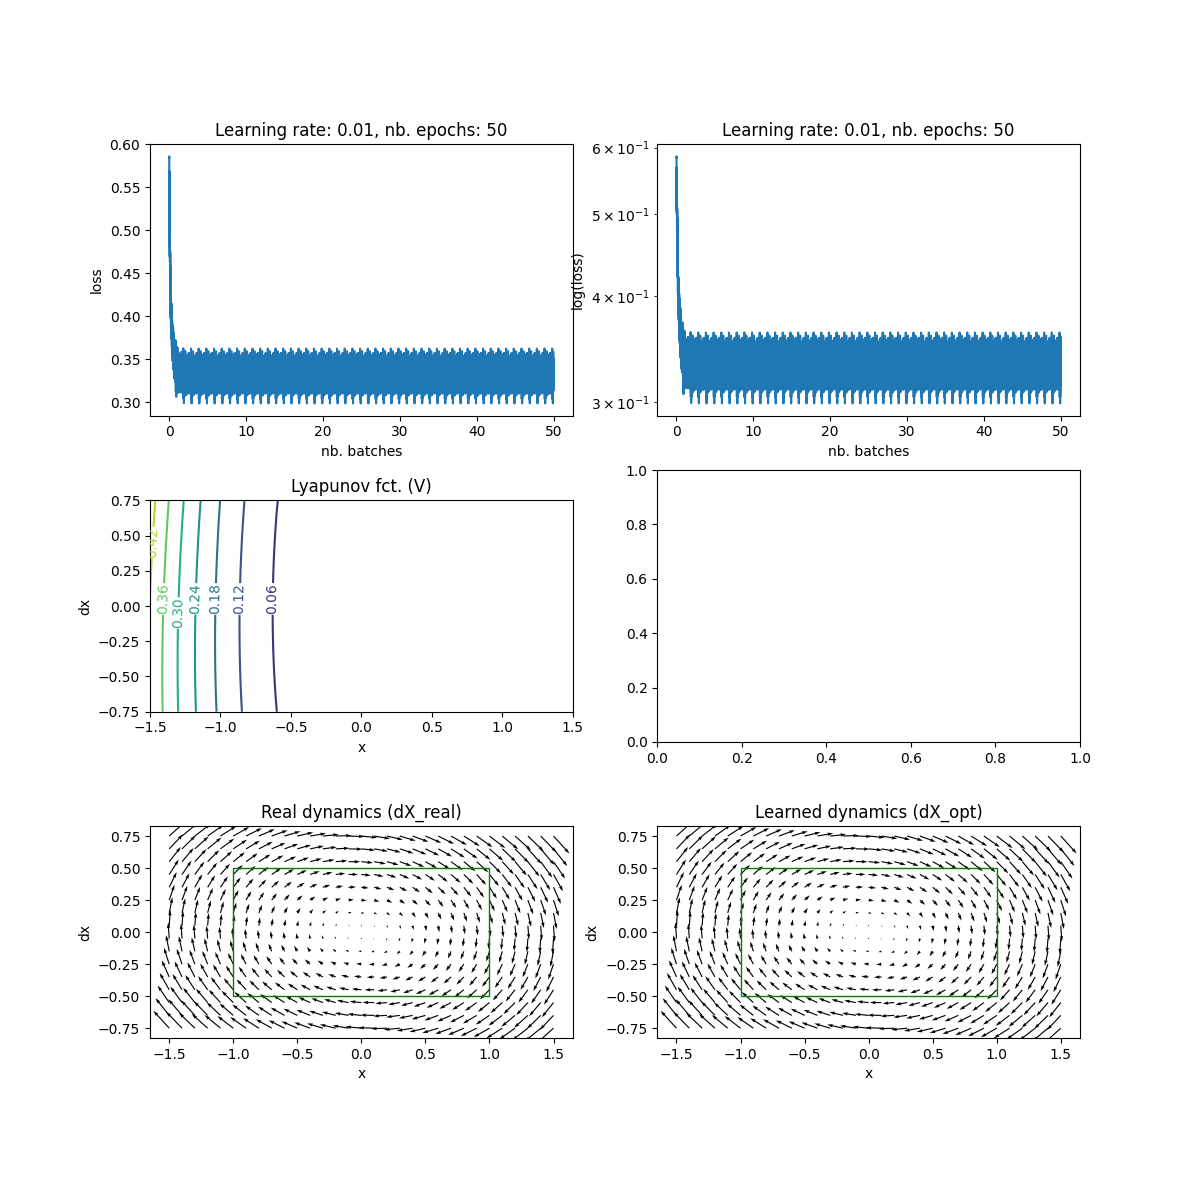 Learning rate: 0.01, nb. epochs: 50
0.60
0.55
0.50
0.45
0.40
0.35
0.30
loss
0 10 20 30 40 50
nb. batches
Learning rate: 0.01, nb. epochs: 50
6 × 10⁻¹
5 × 10⁻¹
4 × 10⁻¹
3 × 10⁻¹
log(loss)
0 10 20 30 40 50
nb. batches
Lyapunov fct. (V)
0.75
0.50
0.25
0.00
−0.25
−0.50
−0.75
dx
0.42
0.36 0.30 0.24 0.18 0.12 0.06
−1.5 −1.0 −0.5 0.0 0.5 1.0 1.5
x
1.0
0.8
0.6
0.4
0.2
0.0
0.0 0.2 0.4 0.6 0.8 1.0
Real dynamics (dX_real)
0.75
0.50
0.25
0.00
−0.25
−0.50
−0.75
dx
−1.5 −1.0 −0.5 0.0 0.5 1.0 1.5
x
Learned dynamics (dX_opt)
0.75
0.50
0.25
0.00
−0.25
−0.50
−0.75
dx
−1.5 −1.0 −0.5 0.0 0.5 1.0 1.5
x